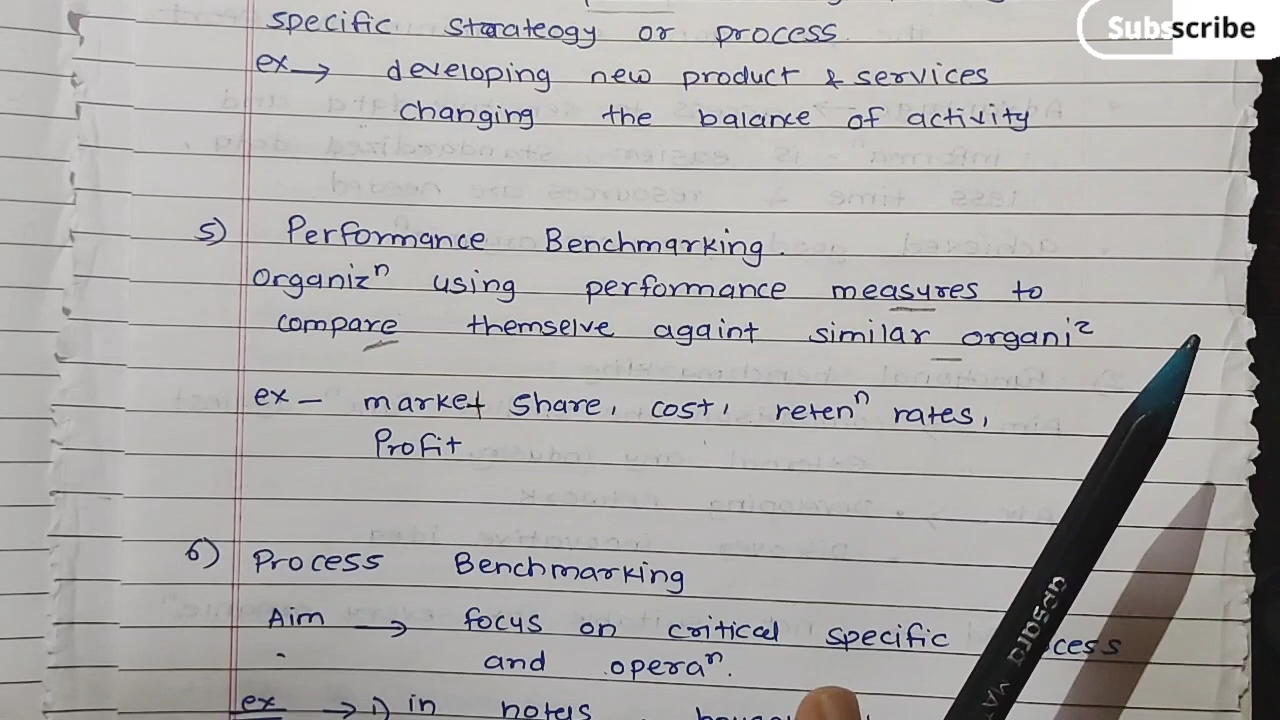 specific strateogy or process.
ex → developing new product & services
changing the balance of activity
5) Performance Benchmarking.
organizⁿ using performance measures to
compare themselve againt similar organiz
ex – market share, cost, retenⁿ rates,
Profit
6) Process Benchmarking
Aim → focus on critical specific cess
and operaⁿ.
ex → 1) in
Subscribe
apsara